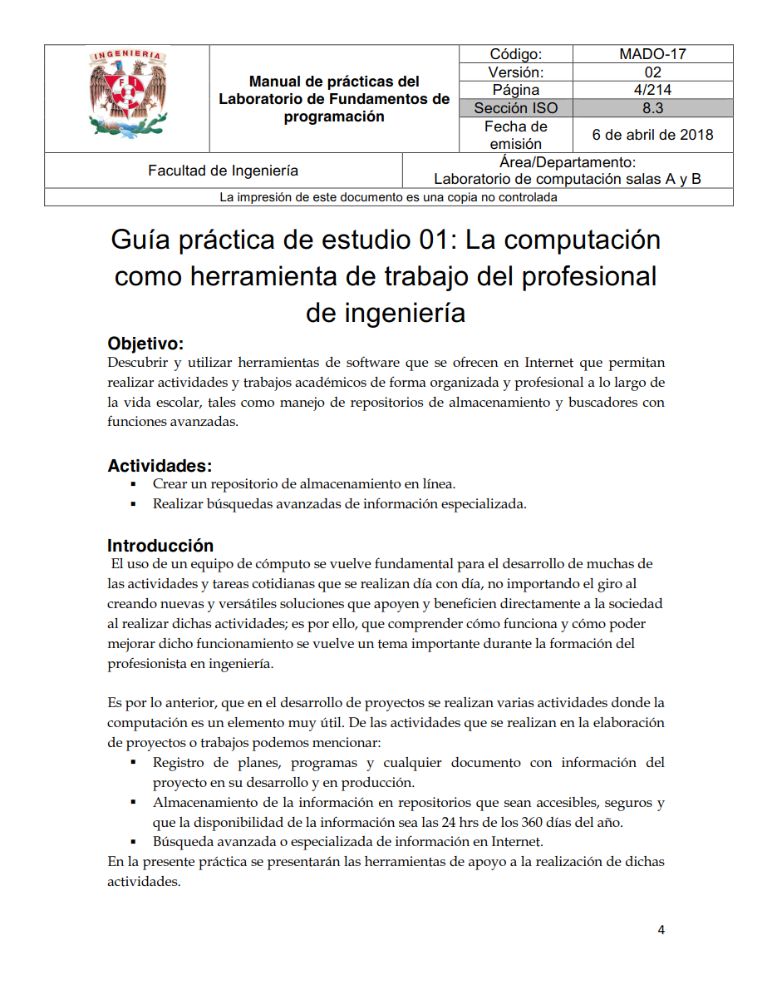 INGENIERIA
F I
Manual de prácticas del
Laboratorio de Fundamentos de
programación
Código: MADO-17
Versión: 02
Página 4/214
Sección ISO 8.3
Fecha de
emisión 6 de abril de 2018
Facultad de Ingeniería
Área/Departamento:
Laboratorio de computación salas A y B
La impresión de este documento es una copia no controlada
Guía práctica de estudio 01: La computación
como herramienta de trabajo del profesional
de ingeniería
Objetivo:
Descubrir y utilizar herramientas de software que se ofrecen en Internet que permitan
realizar actividades y trabajos académicos de forma organizada y profesional a lo largo de
la vida escolar, tales como manejo de repositorios de almacenamiento y buscadores con
funciones avanzadas.
Actividades:
▪ Crear un repositorio de almacenamiento en línea.
▪ Realizar búsquedas avanzadas de información especializada.
Introducción
El uso de un equipo de cómputo se vuelve fundamental para el desarrollo de muchas de
las actividades y tareas cotidianas que se realizan día con día, no importando el giro al
creando nuevas y versátiles soluciones que apoyen y beneficien directamente a la sociedad
al realizar dichas actividades; es por ello, que comprender cómo funciona y cómo poder
mejorar dicho funcionamiento se vuelve un tema importante durante la formación del
profesionista en ingeniería.
Es por lo anterior, que en el desarrollo de proyectos se realizan varias actividades donde la
computación es un elemento muy útil. De las actividades que se realizan en la elaboración
de proyectos o trabajos podemos mencionar:
▪ Registro de planes, programas y cualquier documento con información del
proyecto en su desarrollo y en producción.
▪ Almacenamiento de la información en repositorios que sean accesibles, seguros y
que la disponibilidad de la información sea las 24 hrs de los 360 días del año.
▪ Búsqueda avanzada o especializada de información en Internet.
En la presente práctica se presentarán las herramientas de apoyo a la realización de dichas
actividades.
4